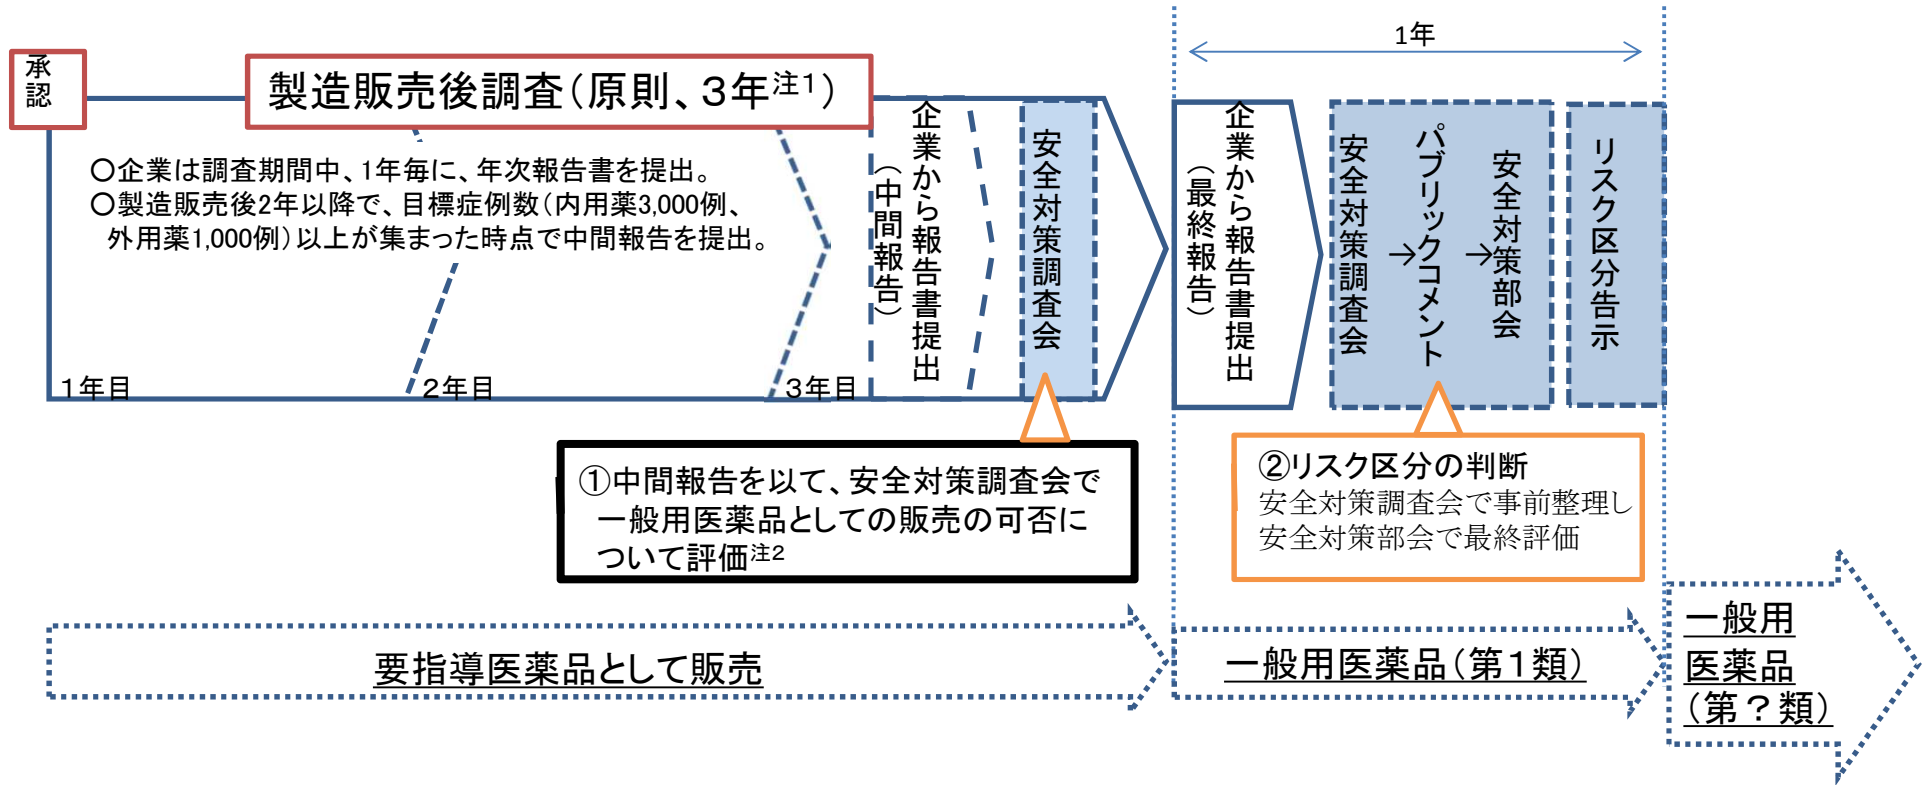 承認
製造販売後調査（原則、３年注１）
○企業は調査期間中、1年毎に、年次報告書を提出。
○製造販売後2年以降で、目標症例数（内用薬3,000例、
外用薬1,000例）以上が集まった時点で中間報告を提出。
１年目
２年目
３年目
企業から報告書提出
（中間報告）
安全対策調査会
1年
企業から報告書提出
（最終報告）
安全対策調査会
→パブリックコメント
→安全対策部会
リスク区分告示
①中間報告を以て、安全対策調査会で
一般用医薬品としての販売の可否に
ついて評価注2
②リスク区分の判断
安全対策調査会で事前整理し
安全対策部会で最終評価
要指導医薬品として販売
一般用医薬品（第１類）
一般用
医薬品
（第？類）